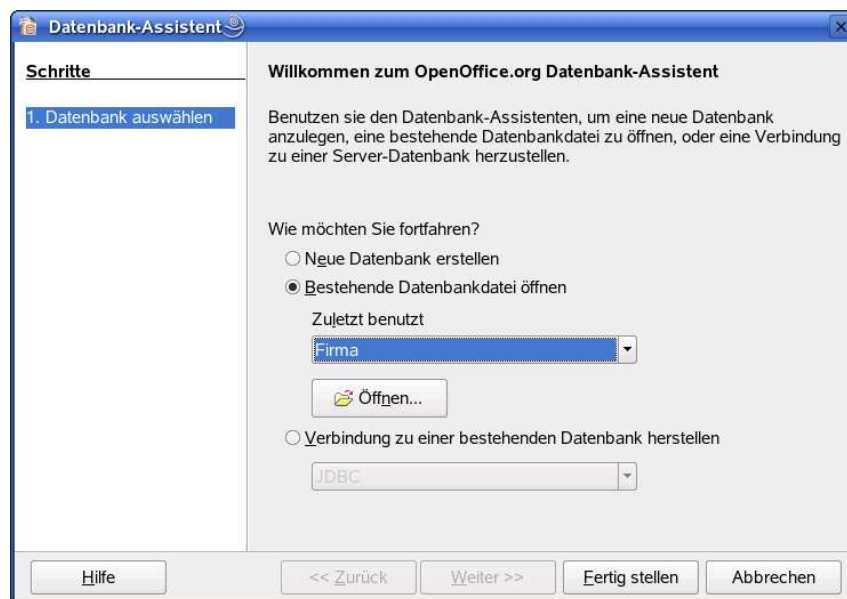 Datenbank-Assistent
Schritte
1. Datenbank auswählen
Willkommen zum OpenOffice.org Datenbank-Assistent
Benutzen sie den Datenbank-Assistenten, um eine neue Datenbank
anzulegen, eine bestehende Datenbankdatei zu öffnen, oder eine Verbindung
zu einer Server-Datenbank herzustellen.
Wie möchten Sie fortfahren?
Neue Datenbank erstellen
Bestehende Datenbankdatei öffnen
Zuletzt benutzt
Firma
Öffnen...
Verbindung zu einer bestehenden Datenbank herstellen
JDBC
Hilfe
<< Zurück
Weiter >>
Fertig stellen
Abbrechen